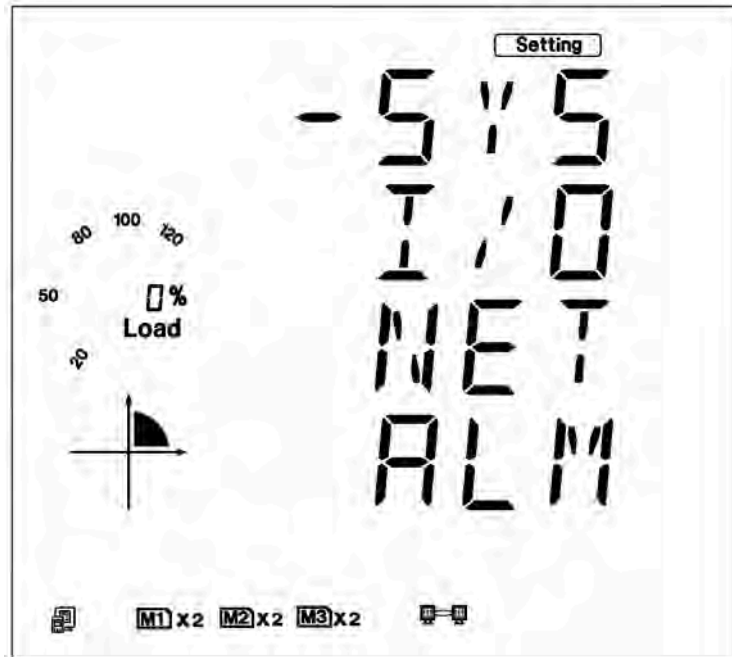 Setting
-SYS
I/O
NET
ALM
20
50
80
100
120
0%
Load
M1 X2 M2 X2 M3 X2